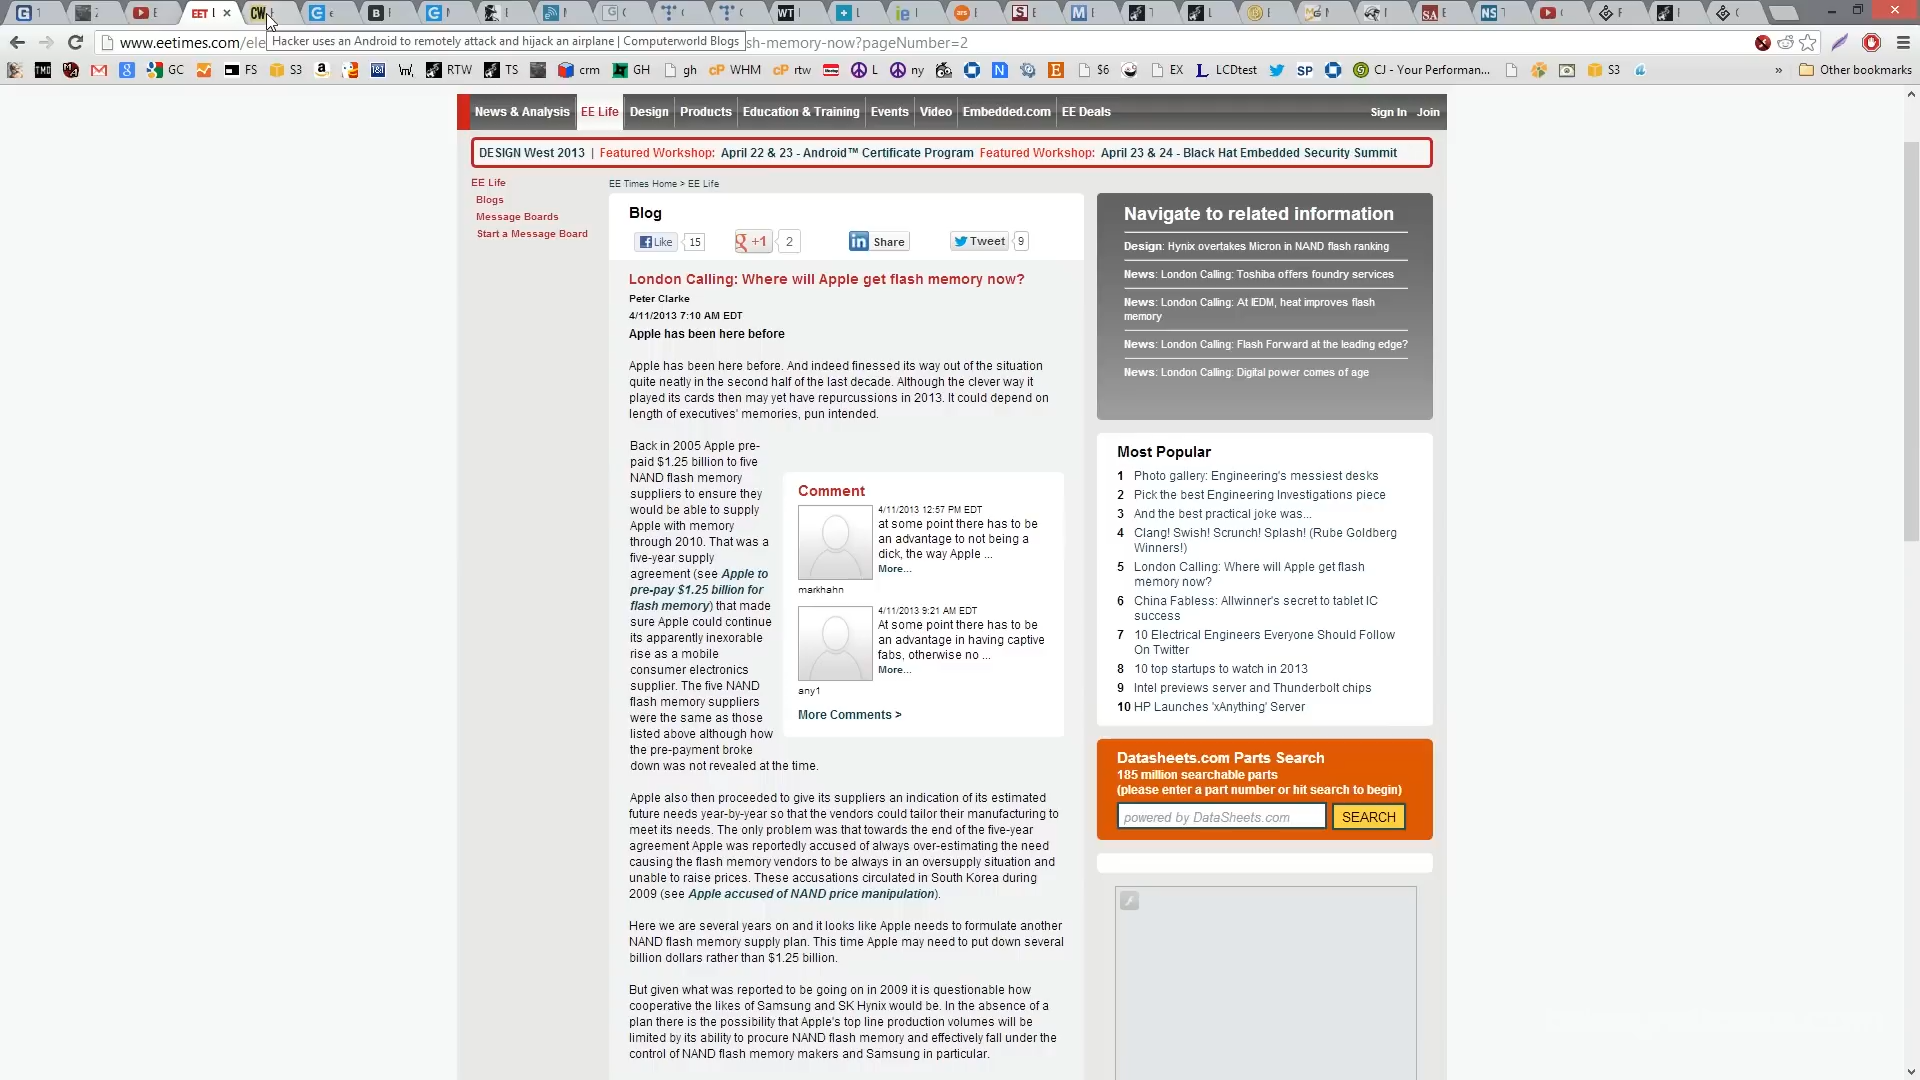 EET
CW
www.eetimes.com/ele
Hacker uses an Android to remotely attack and hijack an airplane | Computerworld Blogs
sh-memory-now?pageNumber=2
GC
FS
S3
RTW
TS
crm
GH
gh
WHM
rtw
L
ny
S6
EX
LCDtest
SP
CJ - Your Performan...
S3
» Other bookmarks
News & Analysis
EE Life
Design
Products
Education & Training
Events
Video
Embedded.com
EE Deals
Sign In
Join
DESIGN West 2013 | Featured Workshop: April 22 & 23 - Android™ Certificate Program Featured Workshop: April 23 & 24 - Black Hat Embedded Security Summit
EE Life
Blogs
Message Boards
Start a Message Board
EE Times Home > EE Life
Blog
Like 15
+1 2
Share
Tweet 9
London Calling: Where will Apple get flash memory now?
Peter Clarke
4/11/2013 7:10 AM EDT
Apple has been here before
Apple has been here before. And indeed finessed its way out of the situation
quite neatly in the second half of the last decade. Although the clever way it
played its cards then may yet have repurcussions in 2013. It could depend on
length of executives' memories, pun intended.
Back in 2005 Apple pre-
paid $1.25 billion to five
NAND flash memory
suppliers to ensure they
would be able to supply
Apple with memory
through 2010. That was a
five-year supply
agreement (see Apple to
pre-pay $1.25 billion for
flash memory) that made
sure Apple could continue
its apparently inexorable
rise as a mobile
consumer electronics
supplier. The five NAND
flash memory suppliers
were the same as those
listed above although how
the pre-payment broke
down was not revealed at the time.
Comment
4/11/2013 12:57 PM EDT
at some point there has to be
an advantage to not being a
dick, the way Apple ...
More...
markhahn
4/11/2013 9:21 AM EDT
At some point there has to be
an advantage in having captive
fabs, otherwise no ...
More...
any1
More Comments >
Apple also then proceeded to give its suppliers an indication of its estimated
future needs year-by-year so that the vendors could tailor their manufacturing to
meet its needs. The only problem was that towards the end of the five-year
agreement Apple was reportedly accused of always over-estimating the need
causing the flash memory vendors to be always in an oversupply situation and
unable to raise prices. These accusations circulated in South Korea during
2009 (see Apple accused of NAND price manipulation).
Here we are several years on and it looks like Apple needs to formulate another
NAND flash memory supply plan. This time Apple may need to put down several
billion dollars rather than $1.25 billion.
But given what was reported to be going on in 2009 it is questionable how
cooperative the likes of Samsung and SK Hynix would be. In the absence of a
plan there is the possibility that Apple's top line production volumes will be
limited by its ability to procure NAND flash memory and effectively fall under the
control of NAND flash memory makers and Samsung in particular.
Navigate to related information
Design: Hynix overtakes Micron in NAND flash ranking
News: London Calling: Toshiba offers foundry services
News: London Calling: At IEDM, heat improves flash
memory
News: London Calling: Flash Forward at the leading edge?
News: London Calling: Digital power comes of age
Most Popular
1 Photo gallery: Engineering's messiest desks
2 Pick the best Engineering Investigations piece
3 And the best practical joke was...
4 Clang! Swish! Scrunch! Splash! (Rube Goldberg
Winners!)
5 London Calling: Where will Apple get flash
memory now?
6 China Fabless: Allwinner's secret to tablet IC
success
7 10 Electrical Engineers Everyone Should Follow
On Twitter
8 10 top startups to watch in 2013
9 Intel previews server and Thunderbolt chips
10 HP Launches 'xAnything' Server
Datasheets.com Parts Search
185 million searchable parts
(please enter a part number or hit search to begin)
powered by DataSheets.com
SEARCH